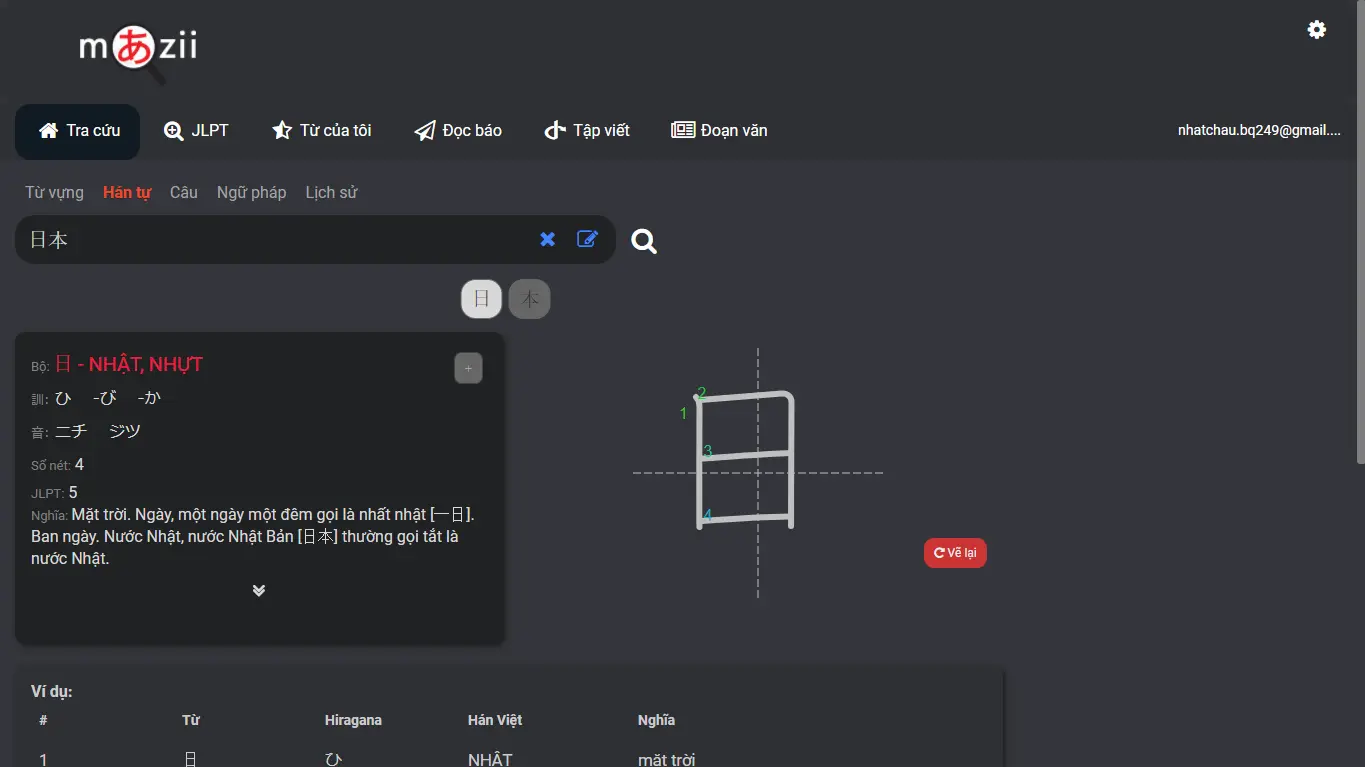 mあzii
Tra cứu JLPT Từ của tôi Đọc báo Tập viết Đoạn văn nhatchau.bq249@gmail....
Từ vựng Hán tự Câu Ngữ pháp Lịch sử
日本
日 本
Bộ: 日 - NHẬT, NHỰT +
訓: ひ -び -か
音: ニチ ジツ
Số nét: 4
JLPT: 5
Nghĩa: Mặt trời. Ngày, một ngày một đêm gọi là nhất nhật [一日].
Ban ngày. Nước Nhật, nước Nhật Bản [日本] thường gọi tắt là
nước Nhật.
2
1
3
4
Vẽ lại
Ví dụ:
# Từ Hiragana Hán Việt Nghĩa
1 日 ひ NHẬT mặt trời